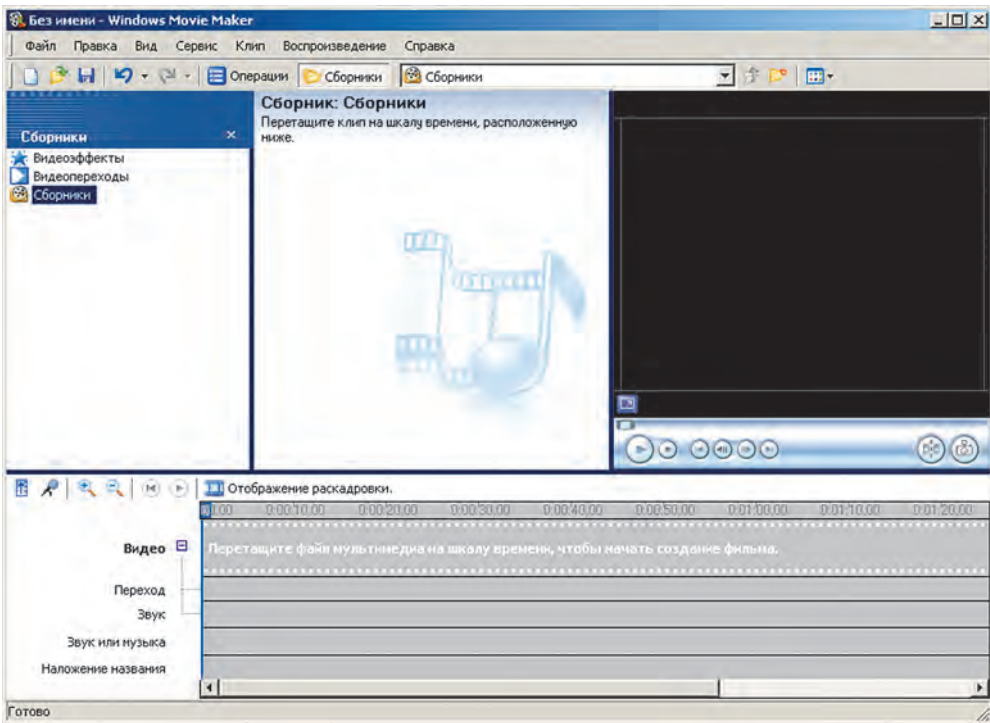 Без имени - Windows Movie Maker
Файл Правка Вид Сервис Клип Воспроизведение Справка
Операции Сборники Сборники
Сборники
Видеоэффекты
Видеопереходы
Сборники
Сборник: Сборники
Перетащите клип на шкалу времени, расположенную
ниже.
Отображение раскадровки.
0:00:10,00 0:00:20,00 0:00:30,00 0:00:40,00 0:00:50,00 0:01:00,00 0:01:10,00 0:01:20,00
Видео
Перетащите файл мультимедиа на шкалу времени, чтобы начать создание фильма.
Переход
Звук
Звук или музыка
Наложение названия
Готово